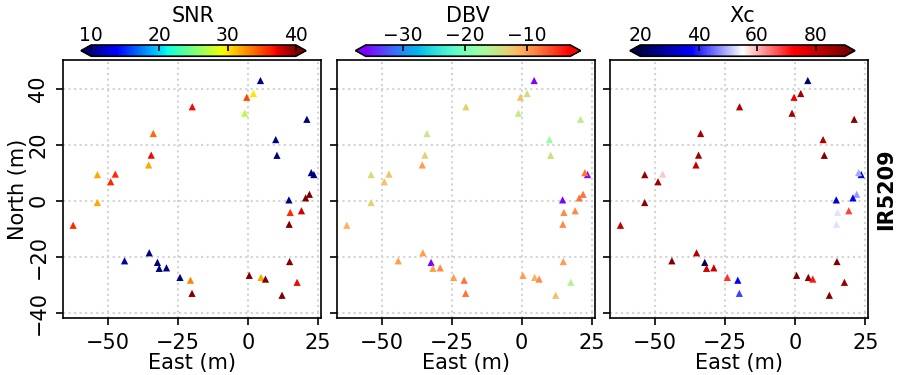 SNR DBV Xc
10 20 30 40 −30 −20 −10 20 40 60 80
40
20
0
−20
−40
North (m)
IR5209
−50 −25 0 25 −50 −25 0 25 −50 −25 0 25
East (m) East (m) East (m)